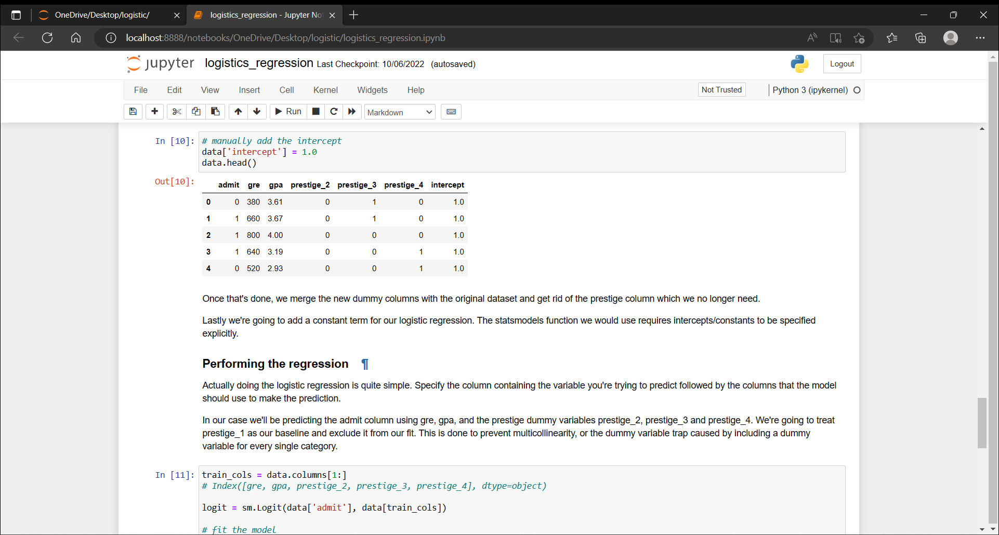 OneDrive/Desktop/logistic/
logistics_regression - Jupyter No
localhost:8888/notebooks/OneDrive/Desktop/logistic/logistics_regression.ipynb
jupyter logistics_regression Last Checkpoint: 10/06/2022 (autosaved) Logout
File Edit View Insert Cell Kernel Widgets Help Not Trusted Python 3 (ipykernel)
Run Markdown
In [10]: # manually add the intercept
data['intercept'] = 1.0
data.head()
Out[10]:
admit gre gpa prestige_2 prestige_3 prestige_4 intercept
0 0 380 3.61 0 1 0 1.0
1 1 660 3.67 0 1 0 1.0
2 1 800 4.00 0 0 0 1.0
3 1 640 3.19 0 0 1 1.0
4 0 520 2.93 0 0 1 1.0
Once that's done, we merge the new dummy columns with the original dataset and get rid of the prestige column which we no longer need.
Lastly we're going to add a constant term for our logistic regression. The statsmodels function we would use requires intercepts/constants to be specified
explicitly.
Performing the regression ¶
Actually doing the logistic regression is quite simple. Specify the column containing the variable you're trying to predict followed by the columns that the model
should use to make the prediction.
In our case we'll be predicting the admit column using gre, gpa, and the prestige dummy variables prestige_2, prestige_3 and prestige_4. We're going to treat
prestige_1 as our baseline and exclude it from our fit. This is done to prevent multicollinearity, or the dummy variable trap caused by including a dummy
variable for every single category.
In [11]: train_cols = data.columns[1:]
# Index([gre, gpa, prestige_2, prestige_3, prestige_4], dtype=object)
logit = sm.Logit(data['admit'], data[train_cols])
# fit the model